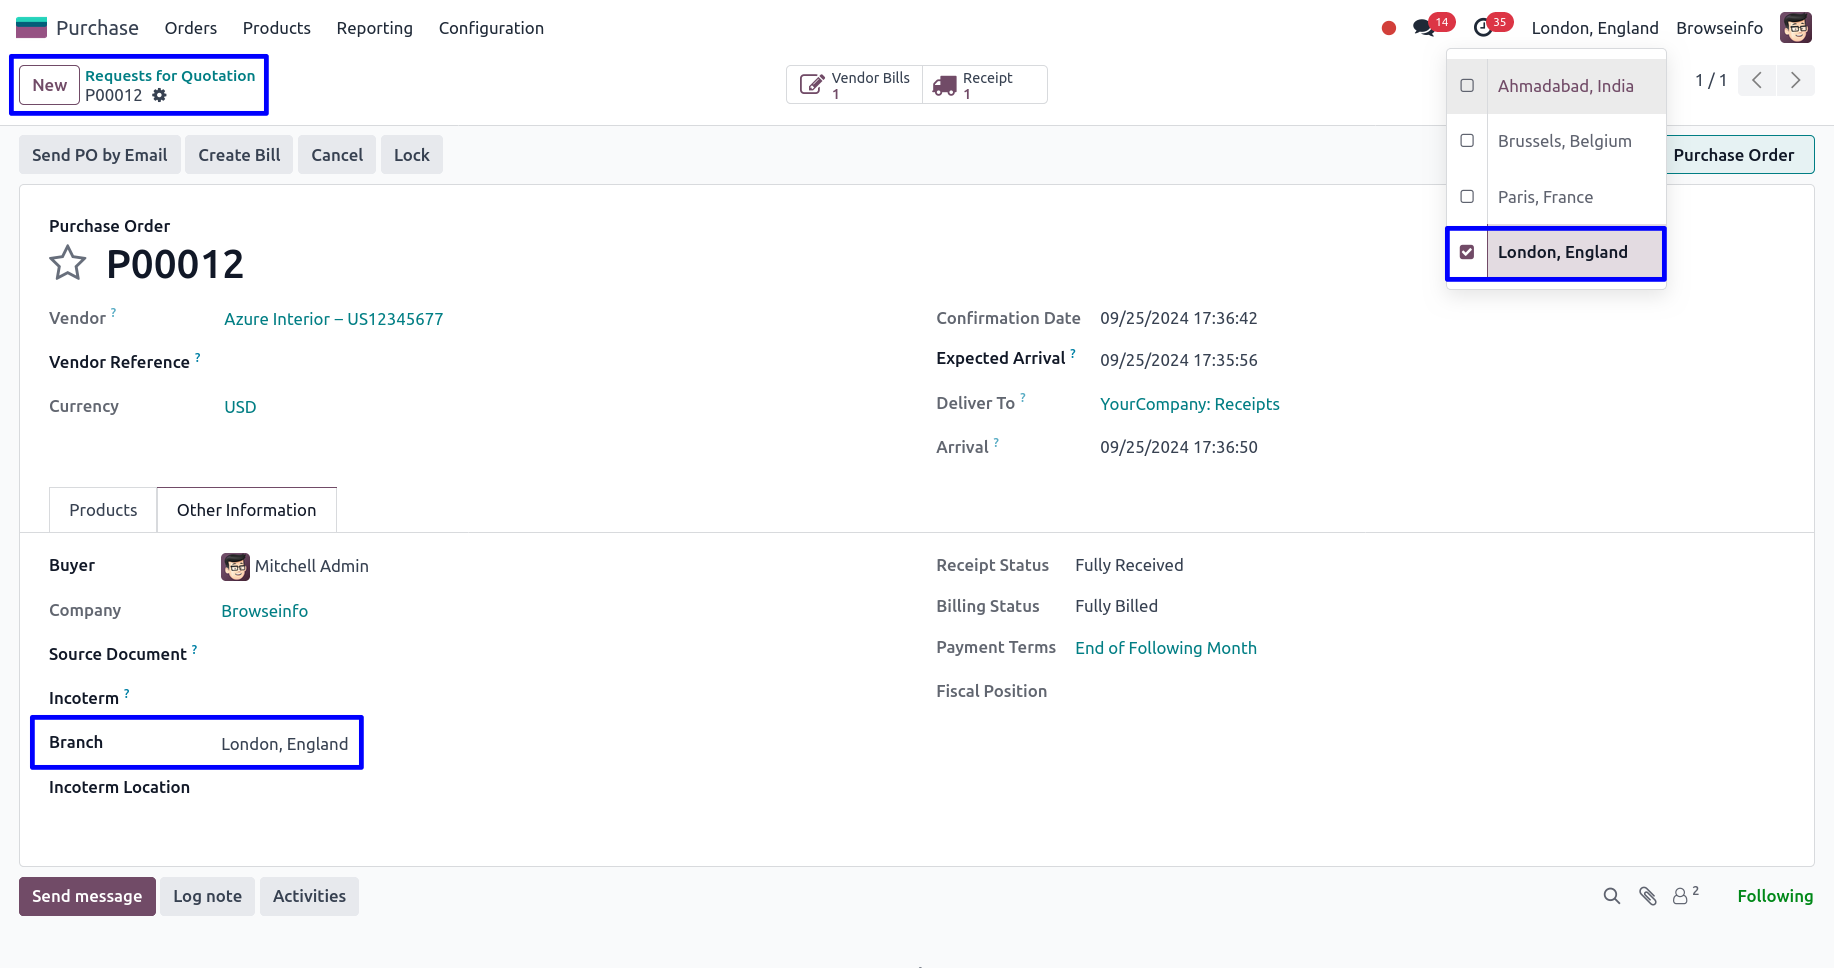 Purchase Orders Products Reporting Configuration 14 35 London, England Browseinfo
New Requests for Quotation
P00012
Vendor Bills
1
Receipt
1
1 / 1
Ahmadabad, India
Brussels, Belgium
Paris, France
London, England
Send PO by Email Create Bill Cancel Lock Purchase Order
Purchase Order
P00012
Vendor ? Azure Interior – US12345677
Vendor Reference ?
Currency USD
Confirmation Date 09/25/2024 17:36:42
Expected Arrival ? 09/25/2024 17:35:56
Deliver To ? YourCompany: Receipts
Arrival ? 09/25/2024 17:36:50
Products Other Information
Buyer Mitchell Admin
Company Browseinfo
Source Document ?
Incoterm ?
Branch London, England
Incoterm Location
Receipt Status Fully Received
Billing Status Fully Billed
Payment Terms End of Following Month
Fiscal Position
Send message Log note Activities 2 Following